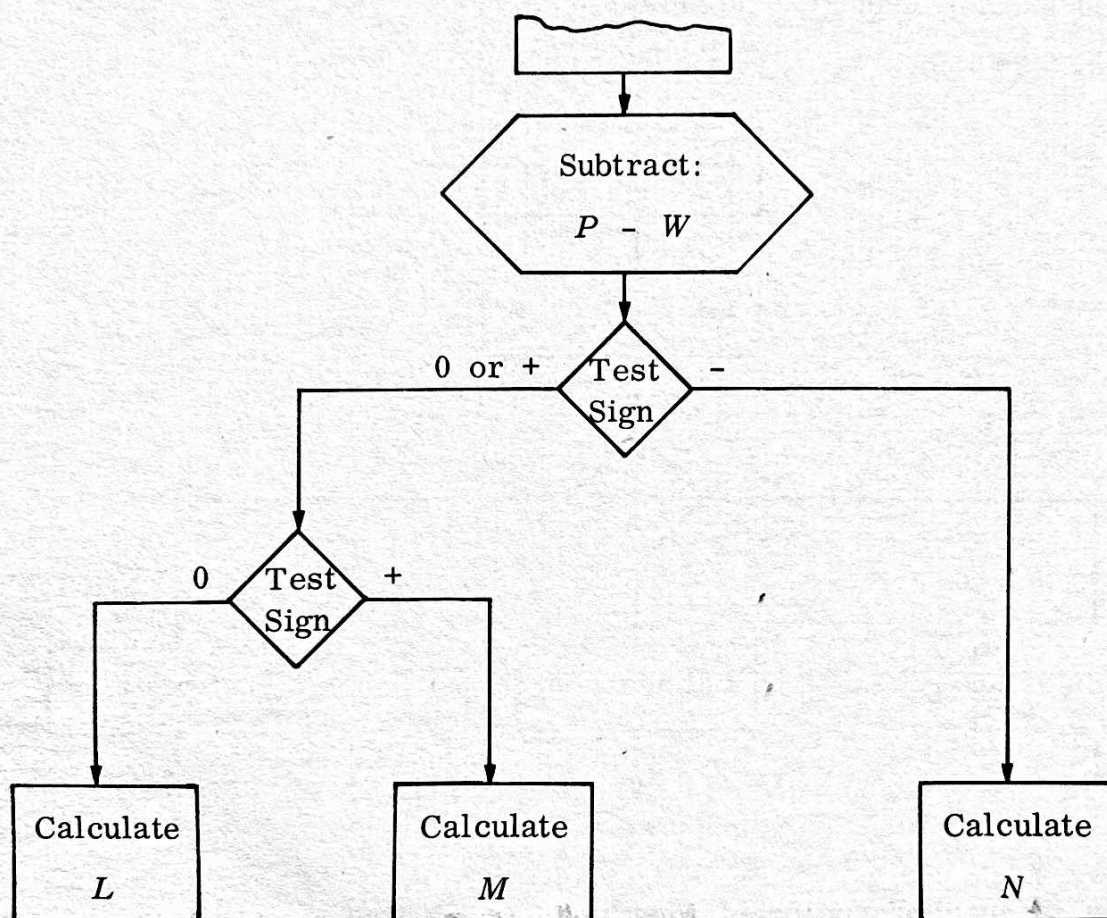 Subtract:
P - W
0 or +
Test
Sign
-
0
Test
Sign
+
Calculate
L
Calculate
M
Calculate
N